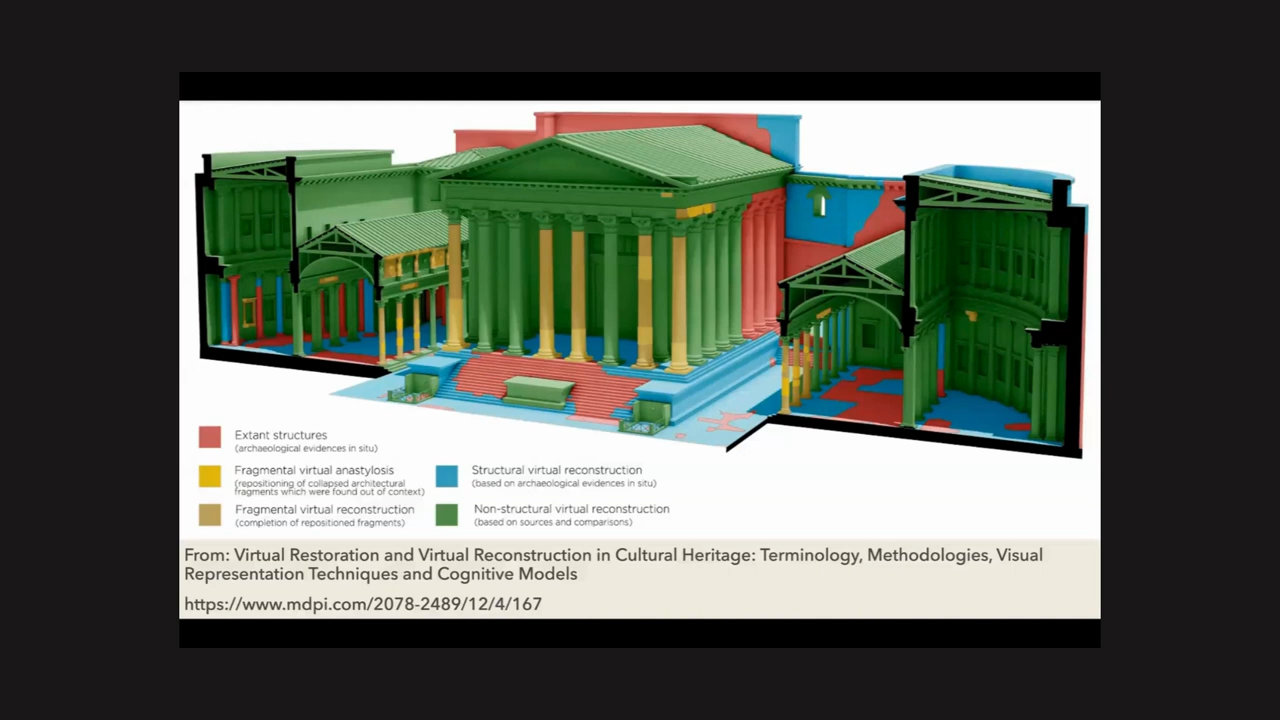 Extant structures
(archaeological evidences in situ)
Fragmental virtual anastylosis
(repositioning of collapsed architectural
fragments which were found out of context)
Fragmental virtual reconstruction
(completion of repositioned fragments)
Structural virtual reconstruction
(based on archaeological evidences in situ)
Non-structural virtual reconstruction
(based on sources and comparisons)
From: Virtual Restoration and Virtual Reconstruction in Cultural Heritage: Terminology, Methodologies, Visual
Representation Techniques and Cognitive Models
https://www.mdpi.com/2078-2489/12/4/167